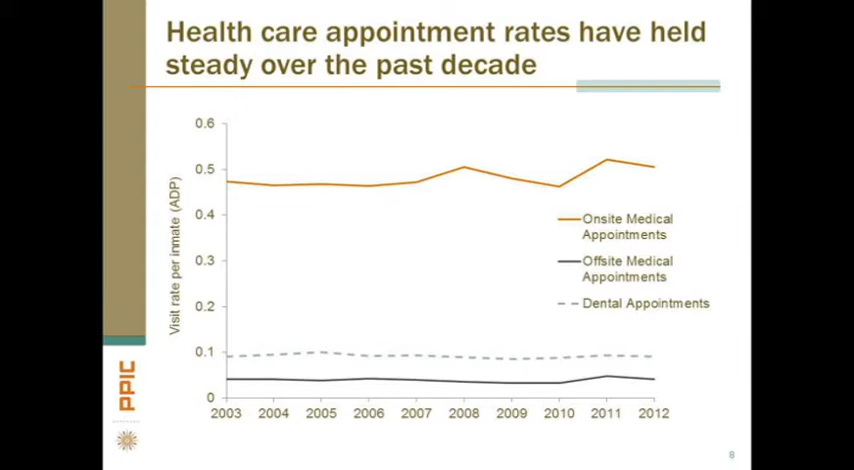 Health care appointment rates have held
steady over the past decade
Visit rate per inmate (ADP)
0.6
0.5
0.4
0.3
0.2
0.1
0
2003 2004 2005 2006 2007 2008 2009 2010 2011 2012
Onsite Medical
Appointments
Offsite Medical
Appointments
Dental Appointments
PPIC
8